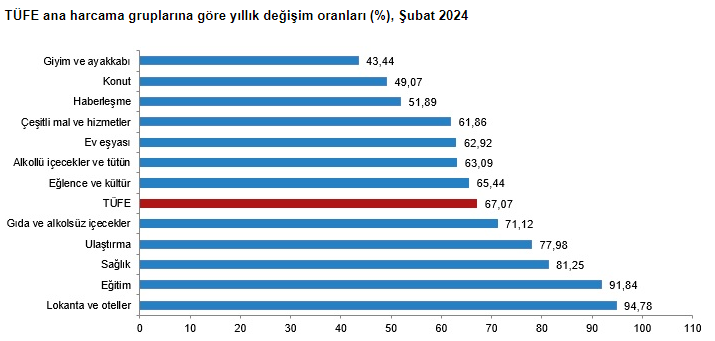 TÜFE ana harcama gruplarına göre yıllık değişim oranları (%), Şubat 2024
Giyim ve ayakkabı 43,44
Konut 49,07
Haberleşme 51,89
Çeşitli mal ve hizmetler 61,86
Ev eşyası 62,92
Alkollü içecekler ve tütün 63,09
Eğlence ve kültür 65,44
TÜFE 67,07
Gıda ve alkolsüz içecekler 71,12
Ulaştırma 77,98
Sağlık 81,25
Eğitim 91,84
Lokanta ve oteller 94,78
0 10 20 30 40 50 60 70 80 90 100 110